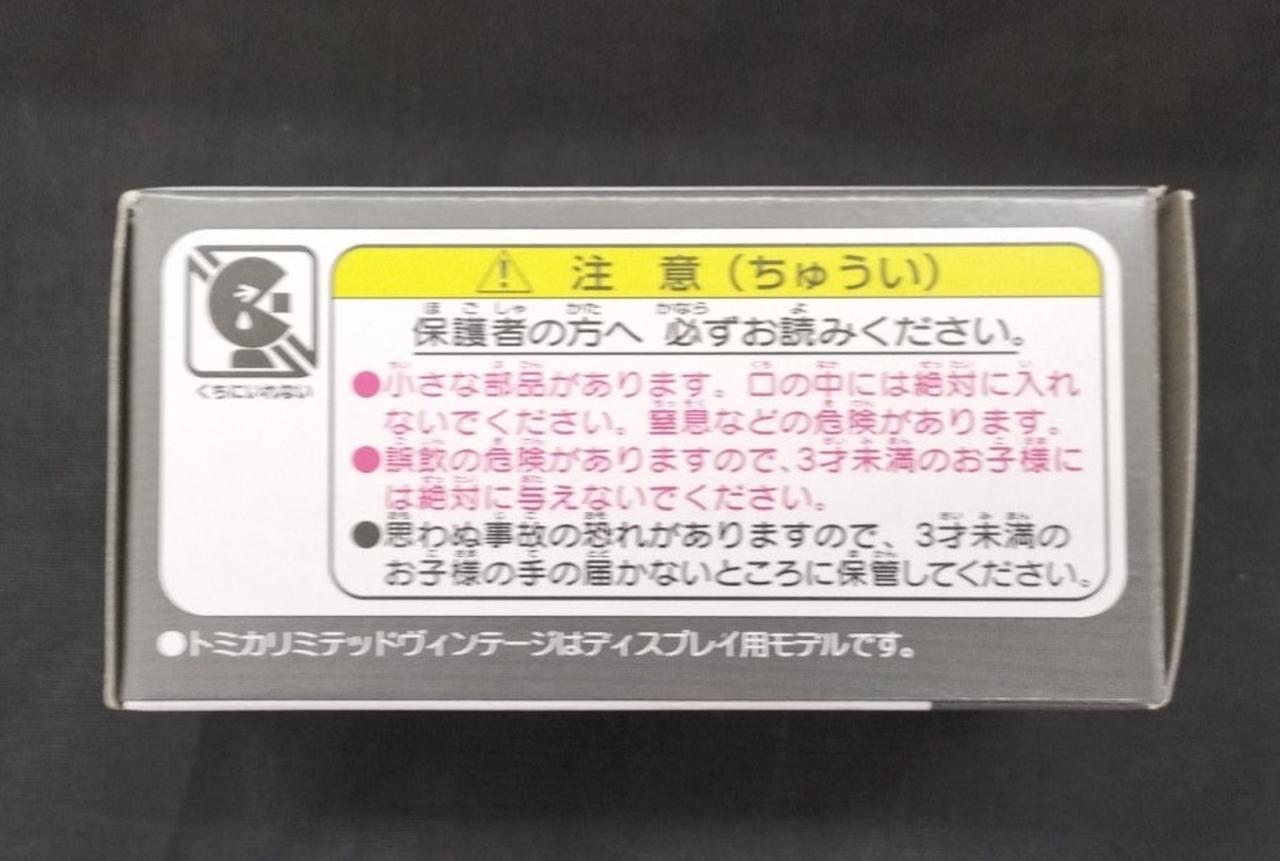 注 意（ちゅうい）
保護者の方へ 必ずお読みください。
くちにいれない
●小さな部品があります。口の中には絶対に入れ
ないでください。窒息などの危険があります。
●誤飲の危険がありますので、3才未満のお子様に
は絶対に与えないでください。
●思わぬ事故の恐れがありますので、3才未満の
お子様の手の届かないところに保管してください。
●トミカリミテッドヴィンテージはディスプレイ用モデルです。